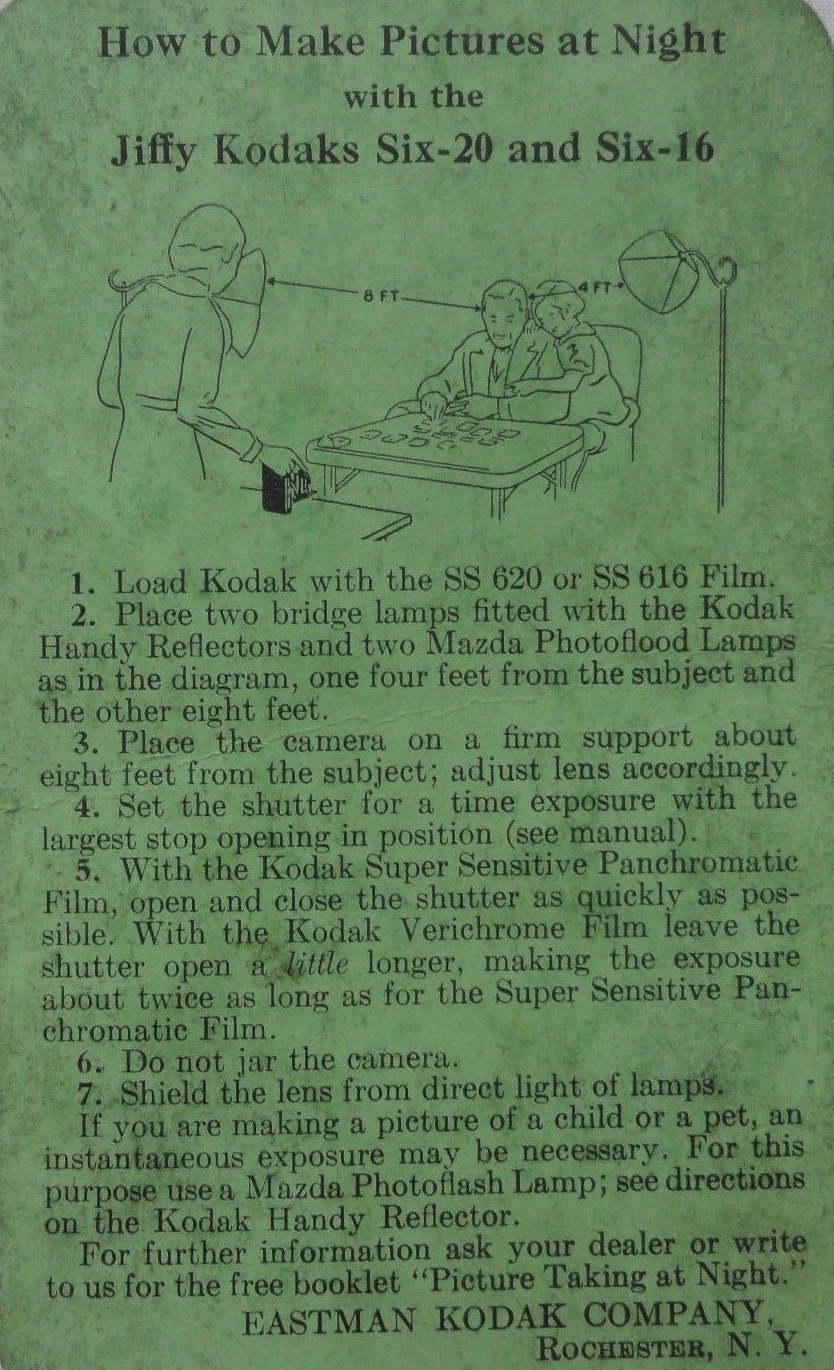 How to Make Pictures at Night
with the
Jiffy Kodaks Six-20 and Six-16
8 FT
4 FT
1. Load Kodak with the SS 620 or SS 616 Film.
2. Place two bridge lamps fitted with the Kodak
Handy Reflectors and two Mazda Photoflood Lamps
as in the diagram, one four feet from the subject and
the other eight feet.
3. Place the camera on a firm support about
eight feet from the subject; adjust lens accordingly.
4. Set the shutter for a time exposure with the
largest stop opening in position (see manual).
5. With the Kodak Super Sensitive Panchromatic
Film, open and close the shutter as quickly as pos-
sible. With the Kodak Verichrome Film leave the
shutter open a little longer, making the exposure
about twice as long as for the Super Sensitive Pan-
chromatic Film.
6. Do not jar the camera.
7. Shield the lens from direct light of lamps.
If you are making a picture of a child or a pet, an
instantaneous exposure may be necessary. For this
purpose use a Mazda Photoflash Lamp; see directions
on the Kodak Handy Reflector.
For further information ask your dealer or write
to us for the free booklet “Picture Taking at Night.”
EASTMAN KODAK COMPANY,
ROCHESTER, N. Y.